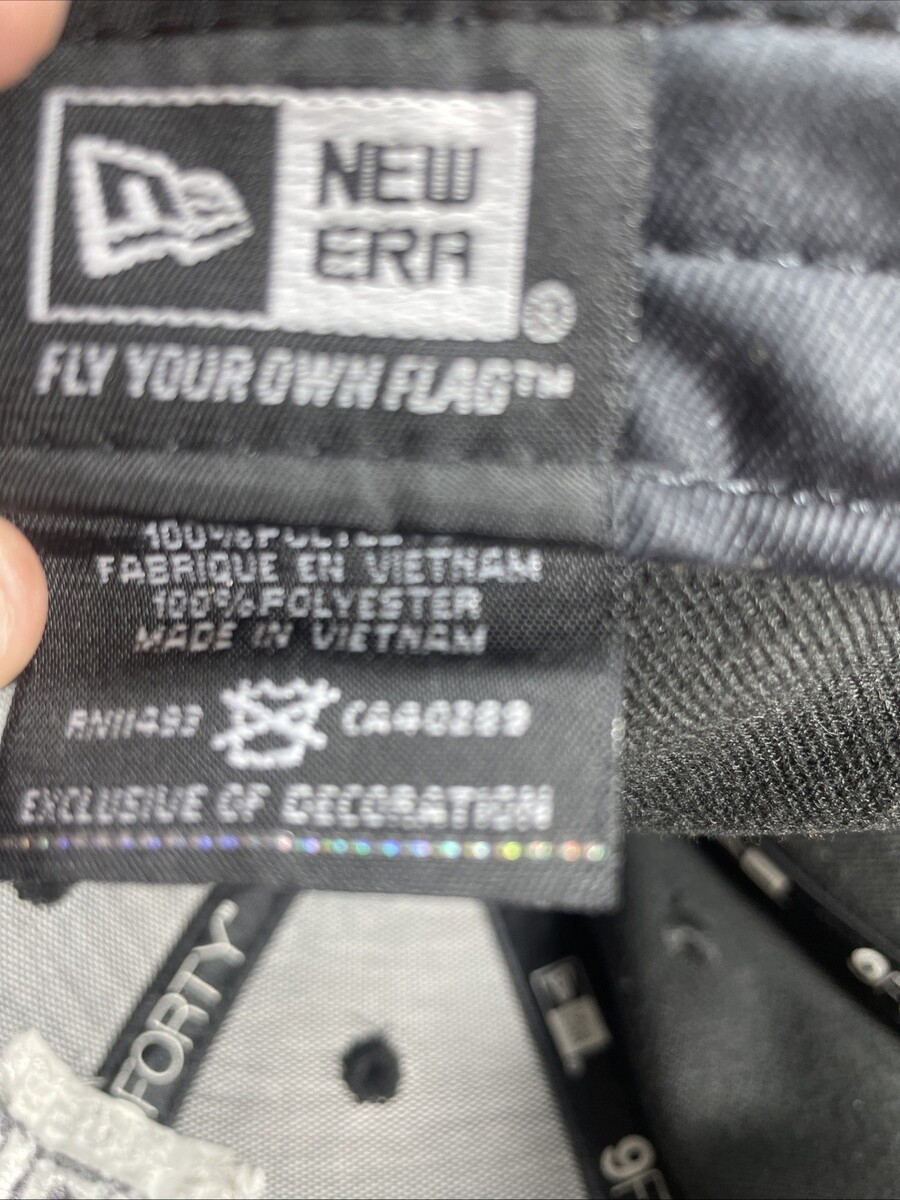 NEW
ERA
®
FLY YOUR OWN FLAG™
FABRIQUE EN VIETNAM
100% POLYESTER
MADE IN VIETNAM
RN11493 CA40289
EXCLUSIVE OF DECORATION
FORTY
9F